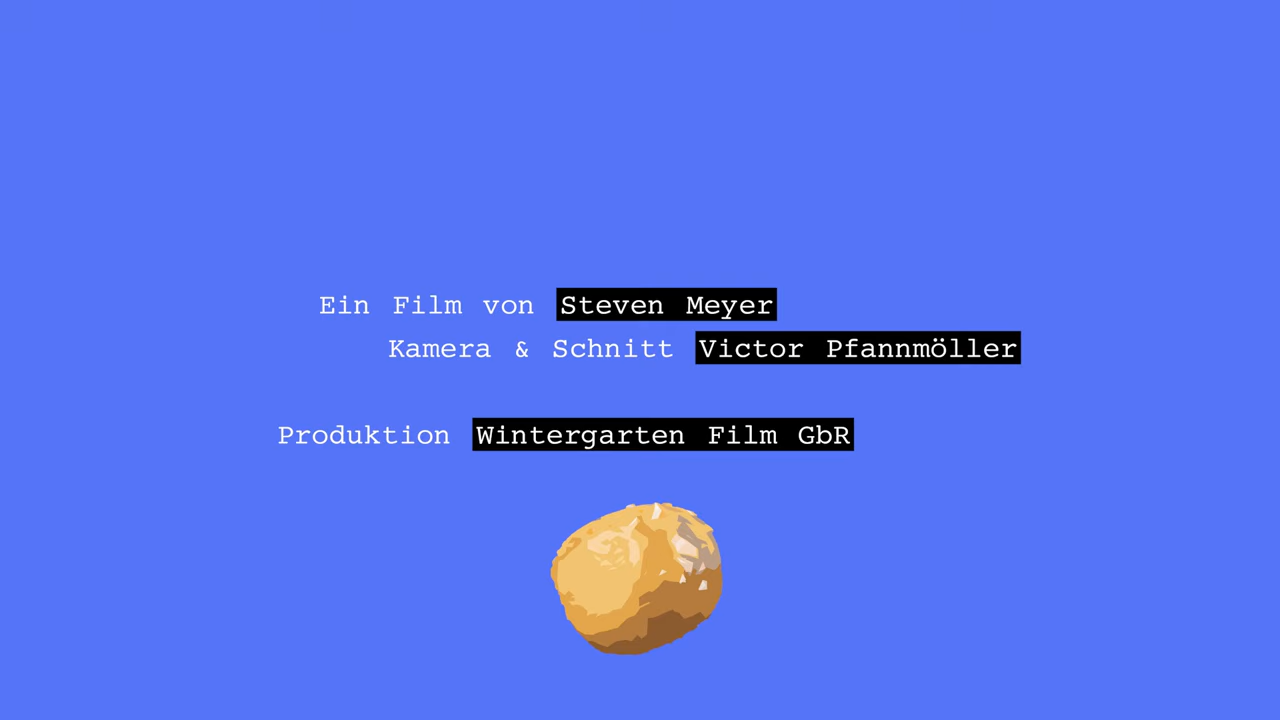 Ein Film von Steven Meyer
Kamera & Schnitt Victor Pfannmöller
Produktion Wintergarten Film GbR